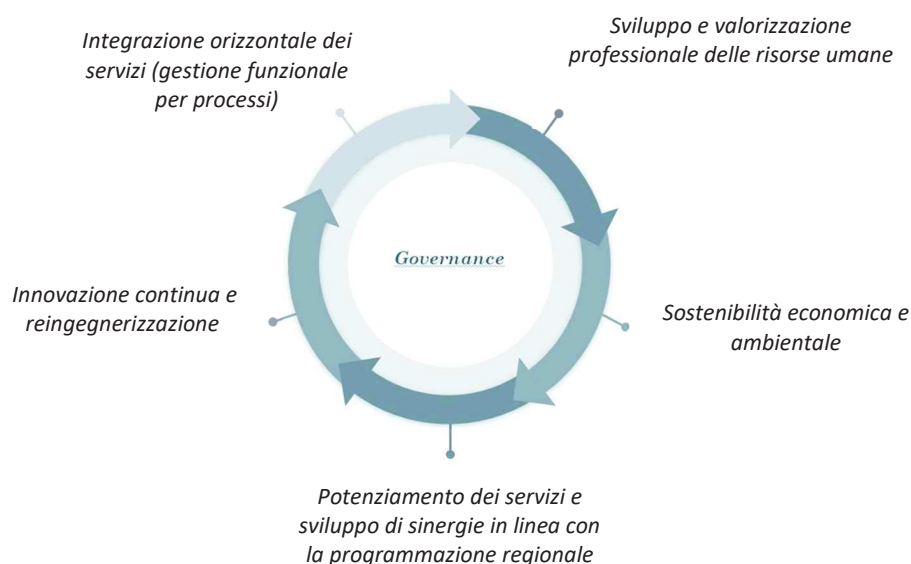 Integrazione orizzontale dei
servizi (gestione funzionale
per processi)
Sviluppo e valorizzazione
professionale delle risorse umane
Governance
Innovazione continua e
reingegnerizzazione
Sostenibilità economica e
ambientale
Potenziamento dei servizi e
sviluppo di sinergie in linea con
la programmazione regionale